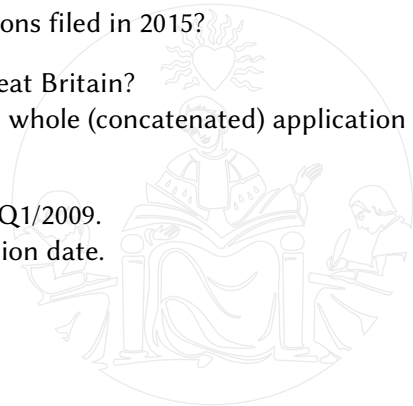 ons filed in 2015?
eat Britain?
whole (concatenated) application
Q1/2009.
ion date.